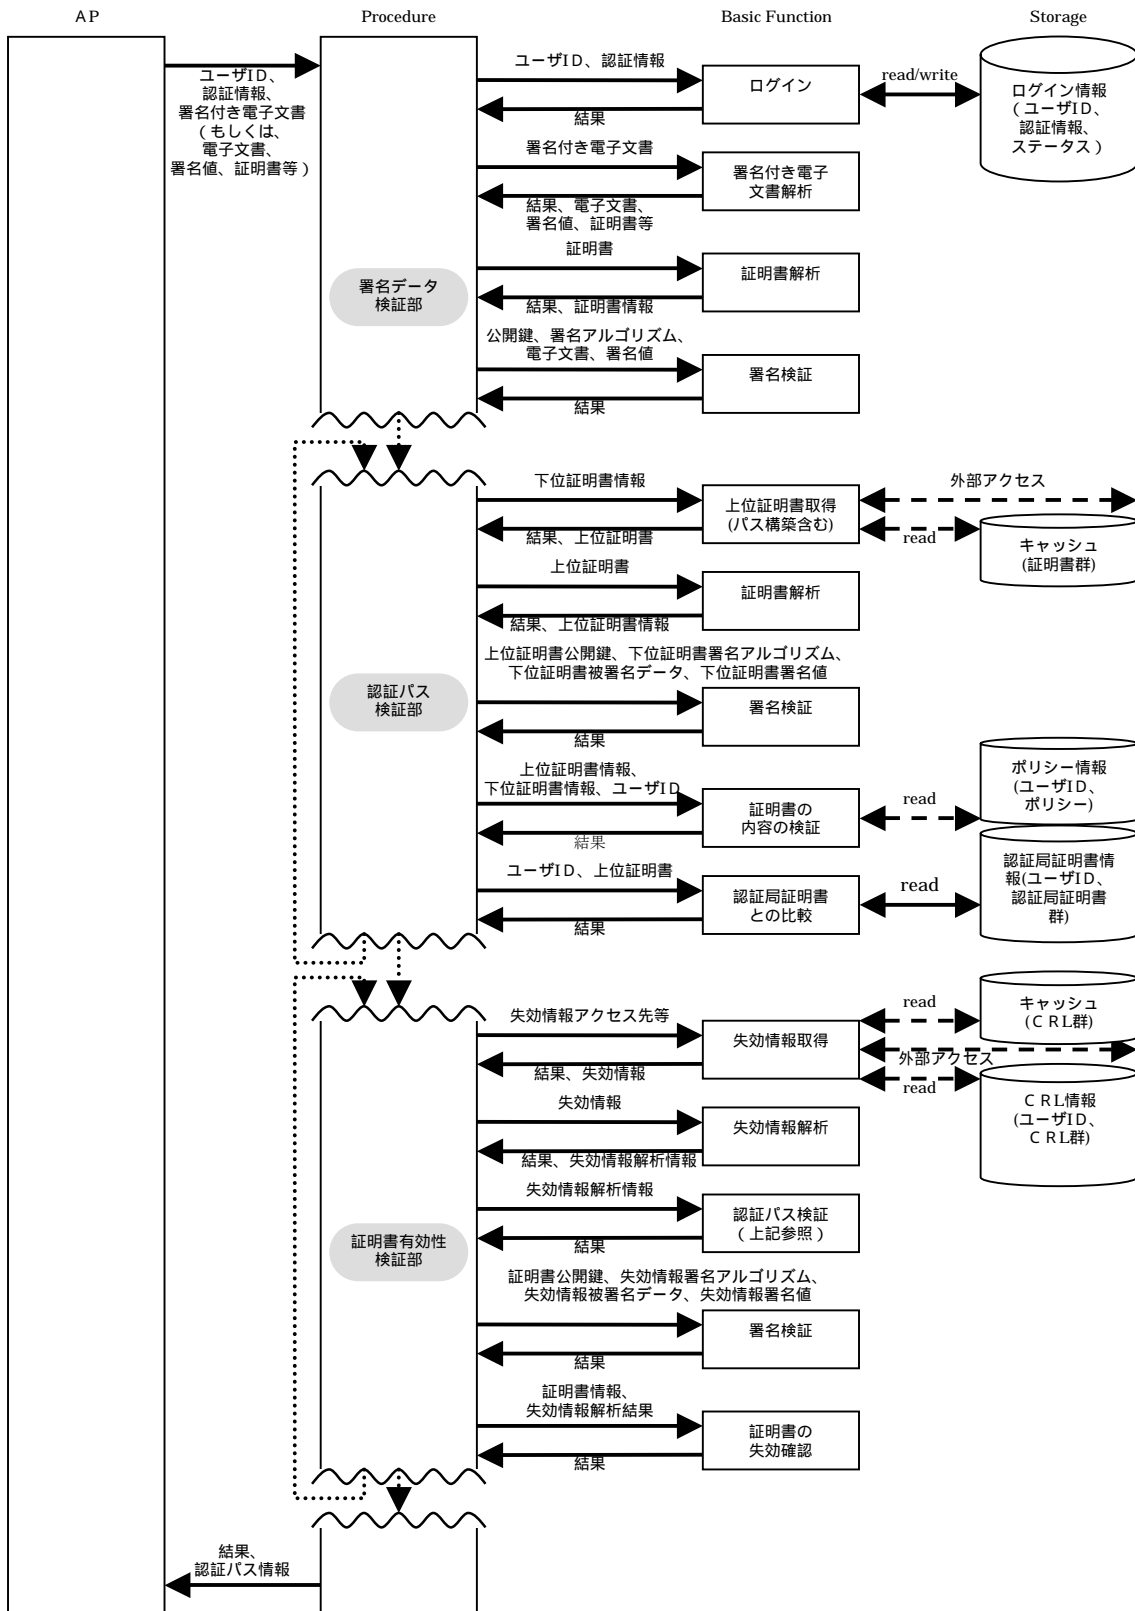 AP
Procedure
Basic Function
Storage
ユーザID、
認証情報、
署名付き電子文書
（もしくは、
電子文書、
署名値、証明書等）
ユーザID、認証情報
結果
ログイン
read/write
ログイン情報
（ユーザID、
認証情報、
ステータス）
署名付き電子文書
結果、電子文書、
署名値、証明書等
署名付き電子
文書解析
証明書
結果、証明書情報
証明書解析
署名データ
検証部
公開鍵、署名アルゴリズム、
電子文書、署名値
結果
署名検証
下位証明書情報
結果、上位証明書
上位証明書取得
(パス構築含む)
外部アクセス
read
キャッシュ
(証明書群)
上位証明書
結果、上位証明書情報
証明書解析
認証パス
検証部
上位証明書公開鍵、下位証明書署名アルゴリズム、
下位証明書被署名データ、下位証明書署名値
結果
署名検証
上位証明書情報、
下位証明書情報、ユーザID
結果
証明書の
内容の検証
read
ポリシー情報
(ユーザID、
ポリシー)
ユーザID、上位証明書
結果
認証局証明書
との比較
read
認証局証明書情
報(ユーザID、
認証局証明書
群)
失効情報アクセス先等
結果、失効情報
失効情報取得
read
キャッシュ
(ＣＲL群)
外部アクセス
read
ＣＲL情報
(ユーザID、
ＣＲL群)
失効情報
結果、失効情報解析情報
失効情報解析
失効情報解析情報
結果
認証パス検証
（上記参照）
証明書有効性
検証部
証明書公開鍵、失効情報署名アルゴリズム、
失効情報被署名データ、失効情報署名値
結果
署名検証
証明書情報、
失効情報解析結果
結果
証明書の
失効確認
結果、
認証パス情報